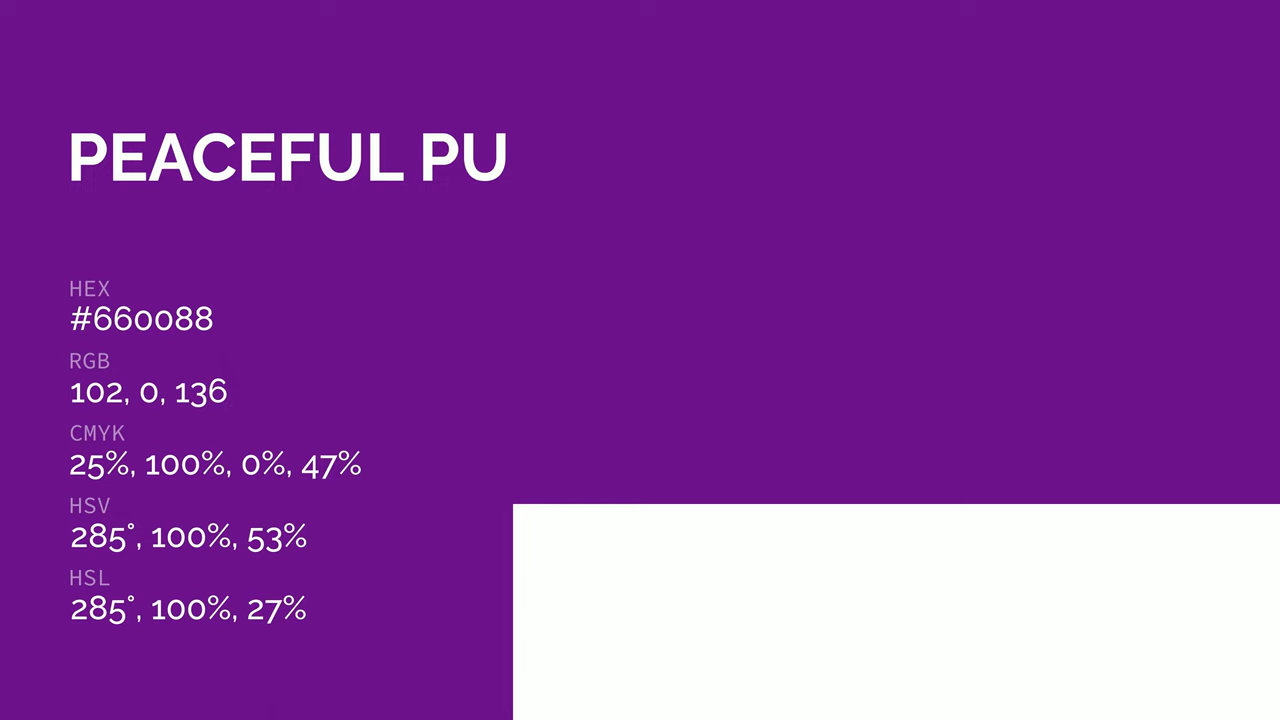 PEACEFUL PU
HEX
#660088
RGB
102, 0, 136
CMYK
25%, 100%, 0%, 47%
HSV
285°, 100%, 53%
HSL
285°, 100%, 27%